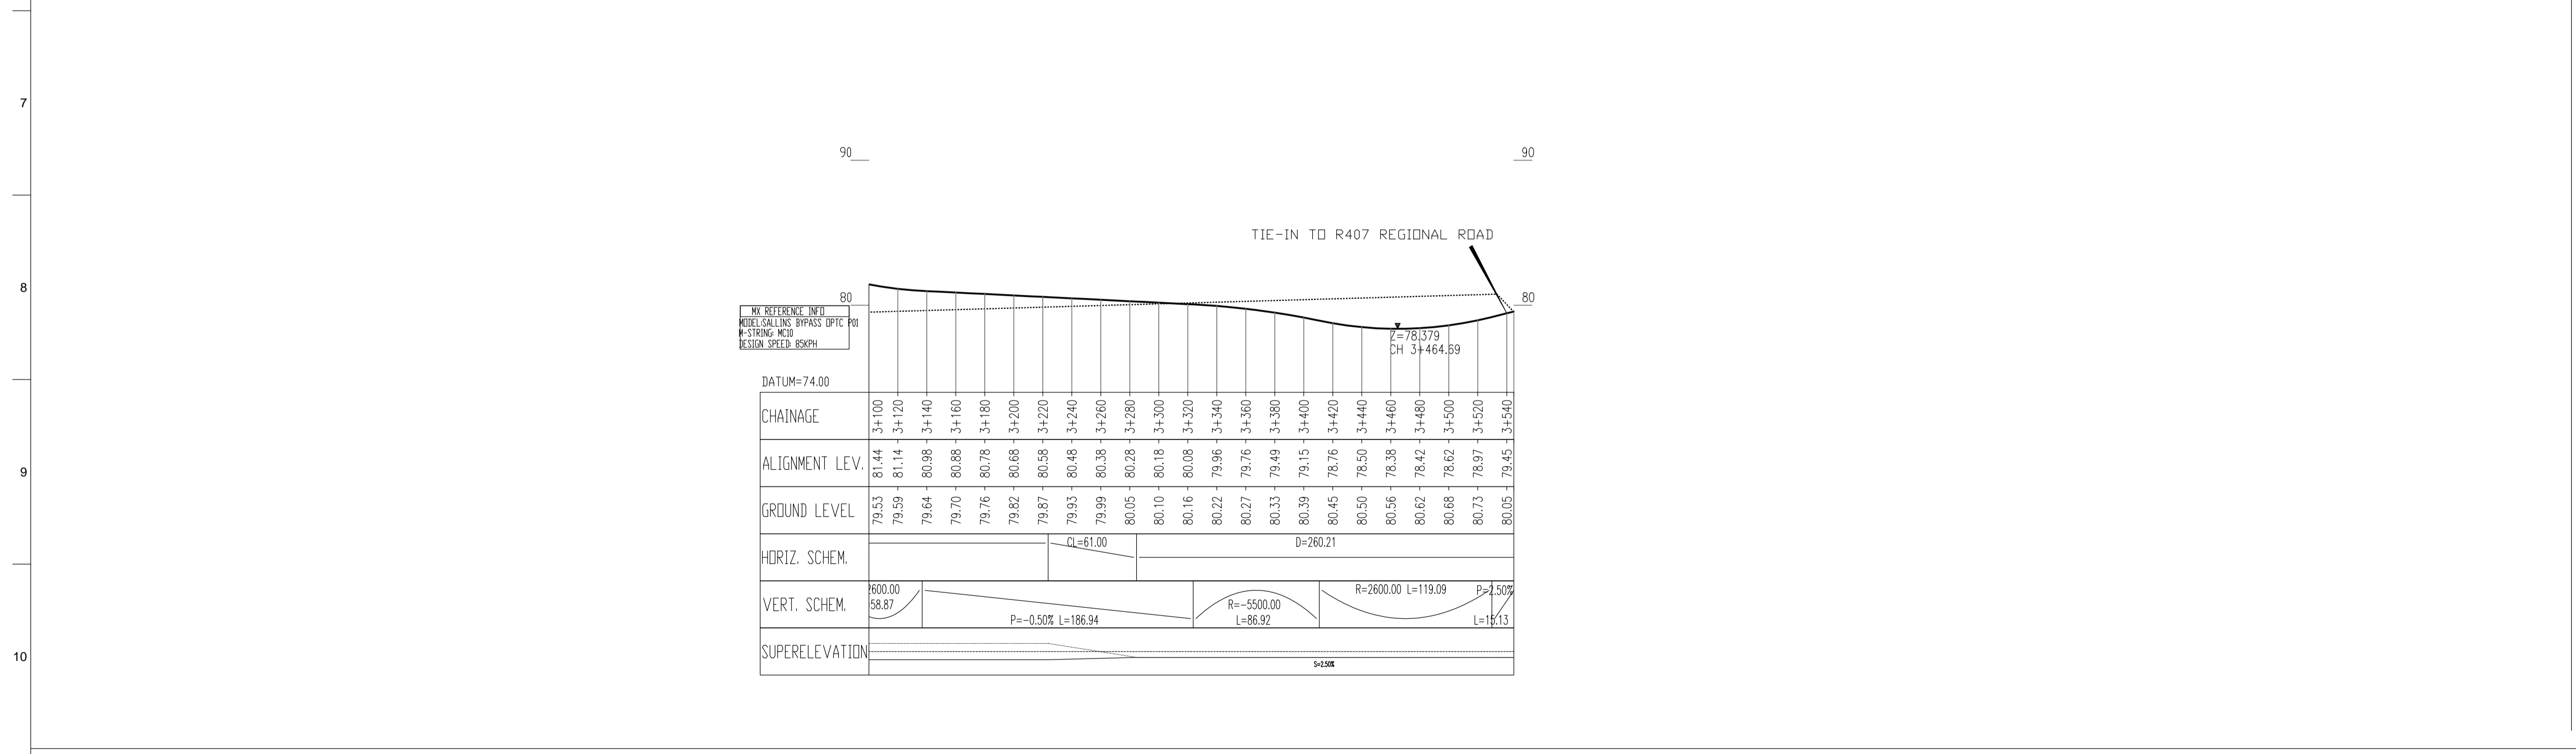 7
90 90
TIE-IN TO R407 REGIONAL ROAD
8
80 80
MX REFERENCE INFO
MODEL:SALLINS BYPASS OPTC P01
M-STRING: MC10
DESIGN SPEED: 85KPH
Z=78.379
CH 3+464.69
DATUM=74.00
CHAINAGE 3+100 3+120 3+140 3+160 3+180 3+200 3+220 3+240 3+260 3+280 3+300 3+320 3+340 3+360 3+380 3+400 3+420 3+440 3+460 3+480 3+500 3+520 3+540
9
ALIGNMENT LEV. 81.44 81.14 80.98 80.88 80.78 80.68 80.58 80.48 80.38 80.28 80.18 80.08 79.96 79.76 79.49 79.15 78.76 78.50 78.38 78.42 78.62 78.97 79.45
GROUND LEVEL 79.53 79.59 79.64 79.70 79.76 79.82 79.87 79.93 79.99 80.05 80.10 80.16 80.22 80.27 80.33 80.39 80.45 80.50 80.56 80.62 80.68 80.73 80.05
HORIZ. SCHEM. CL=61.00 D=260.21
VERT. SCHEM.
2600.00
58.87
P=-0.50% L=186.94
R=-5500.00
L=86.92
R=2600.00 L=119.09
P=2.50%
L=15.13
10
SUPERELEVATION
S=2.50%